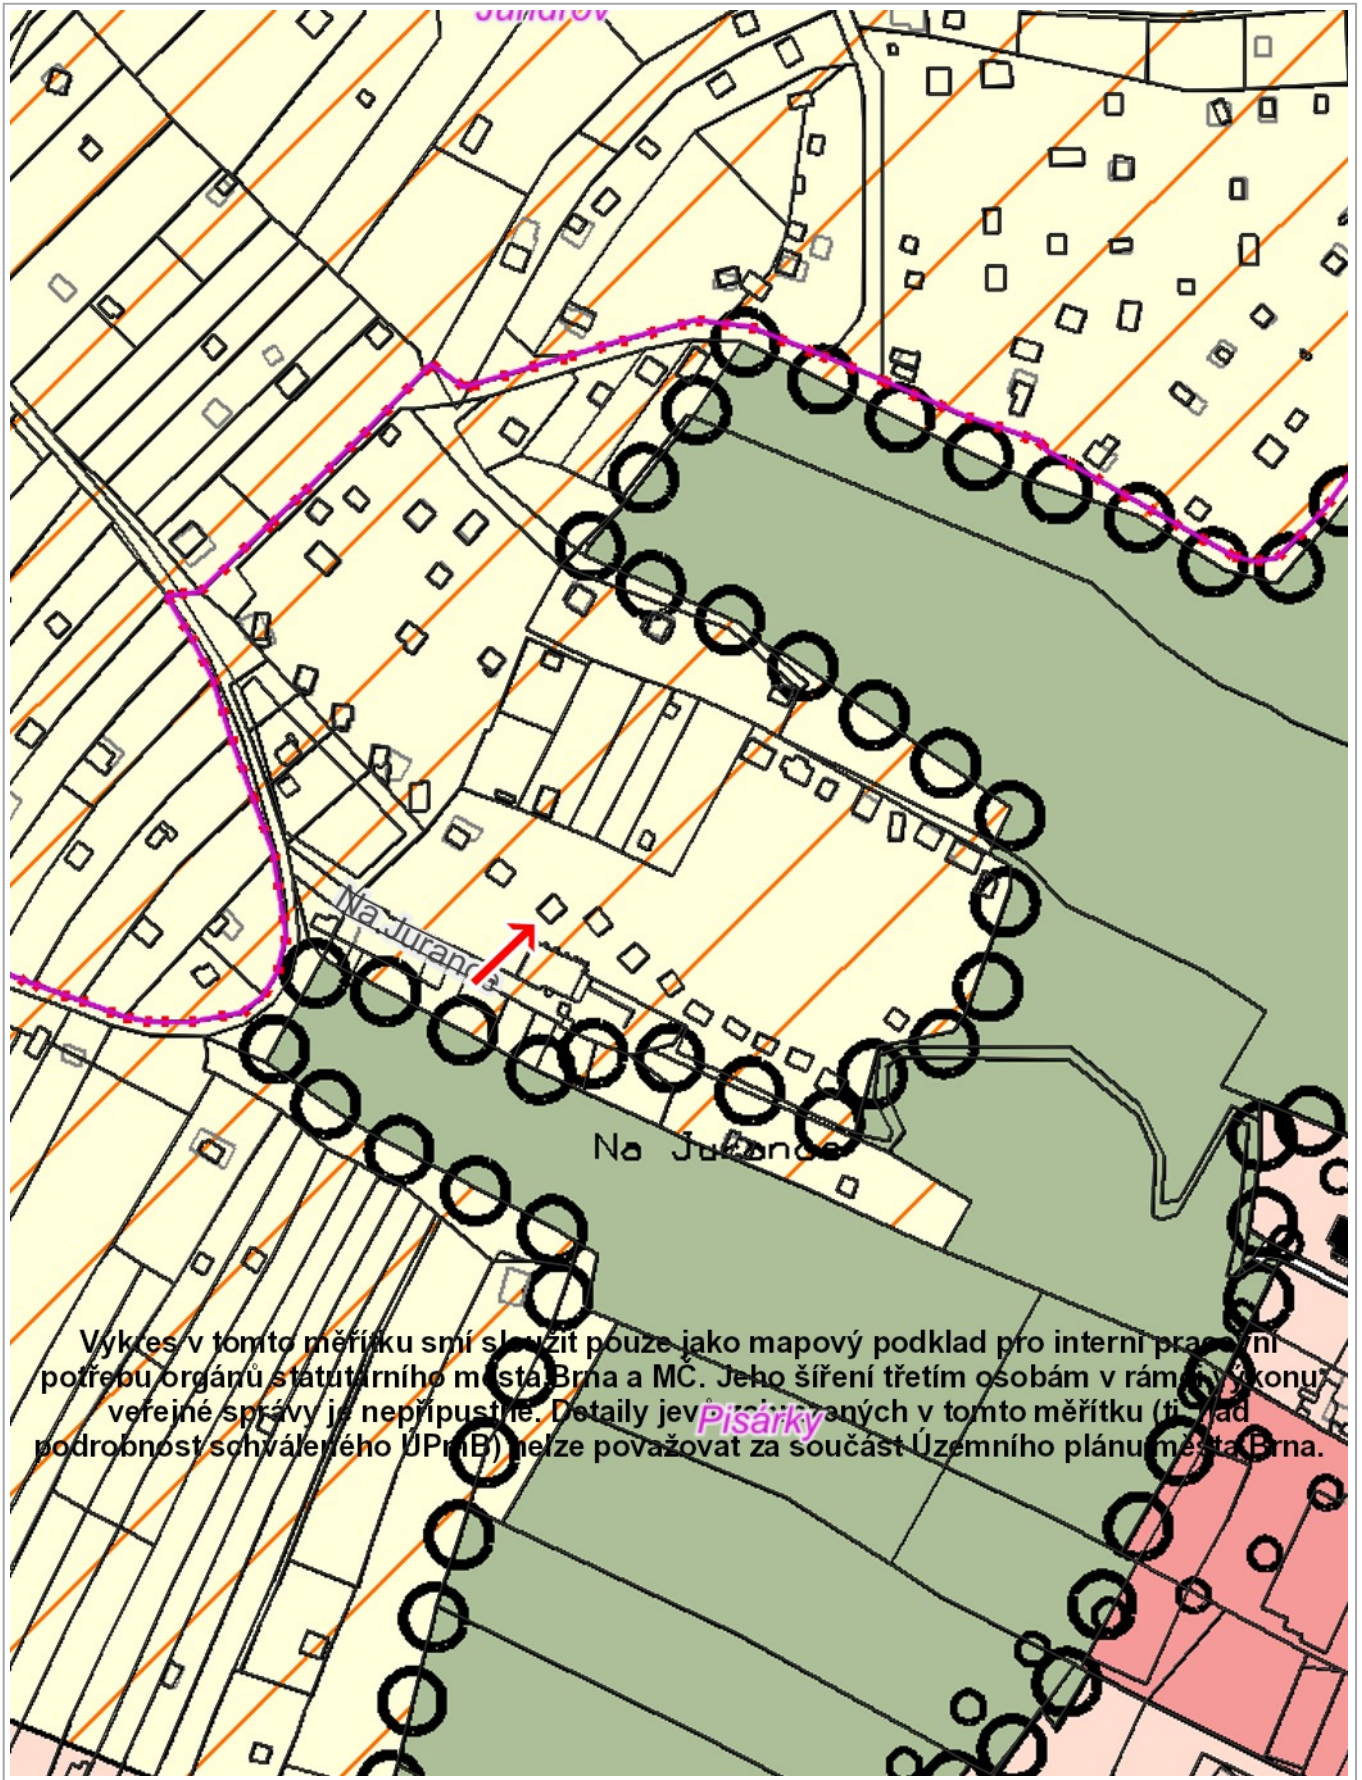 Jundrov
Na Jurance
Na Jurance
Výkres v tomto měřítku smí sloužit pouze jako mapový podklad pro interní pracovní
potřebu orgánů statutárního města Brna a MČ. Jeho šíření třetím osobám v rámci výkonu
veřejné správy je nepřípustné. Detaily jevů v tomto měřítku (tj. nad
Pisárky
podrobnost schváleného ÚPmB) nelze považovat za součást Územního plánu města Brna.